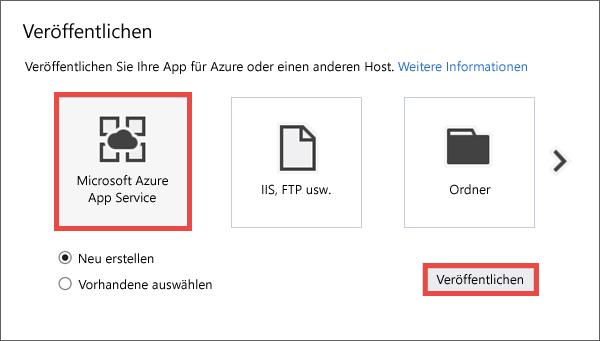 Veröffentlichen
Veröffentlichen Sie Ihre App für Azure oder einen anderen Host. Weitere Informationen
Microsoft Azure
App Service
IIS, FTP usw.
Ordner
Neu erstellen
Vorhandene auswählen
Veröffentlichen